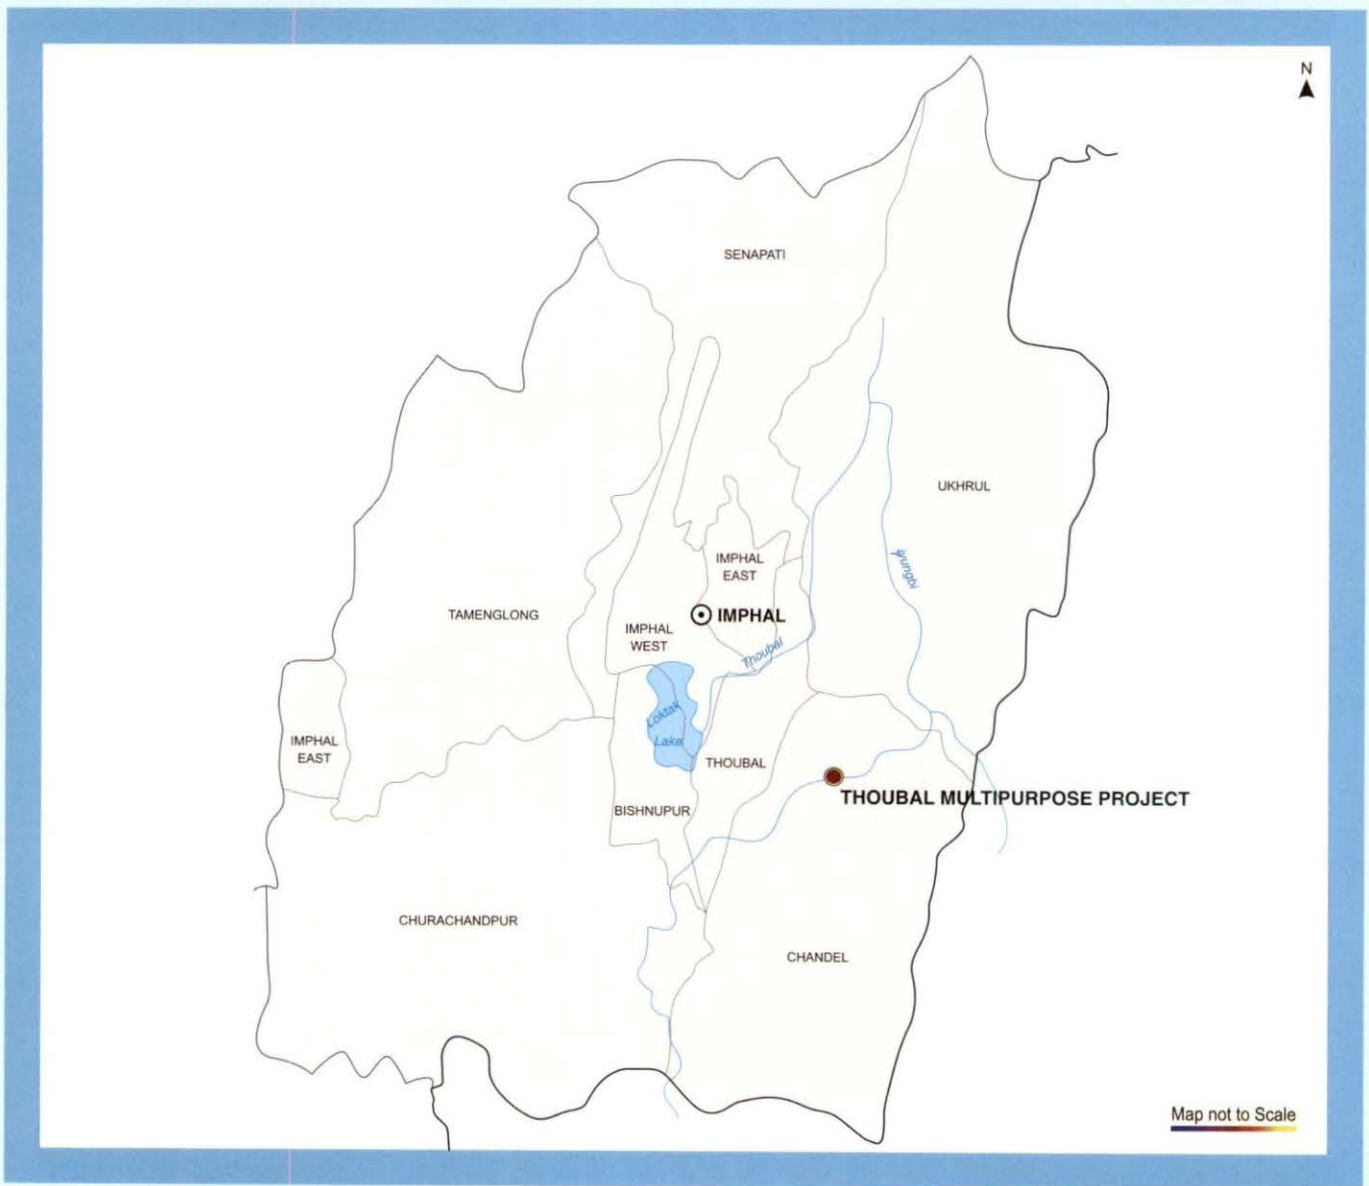 N
SENAPATI
UKHRUL
IMPHAL
EAST
IMPHAL
TAMENGLONG
IMPHAL
WEST
Thoubal
Loktak
Lake
IMPHAL
EAST
THOUBAL
THOUBAL MULTIPURPOSE PROJECT
BISHNUPUR
CHURACHANDPUR
CHANDEL
Map not to Scale